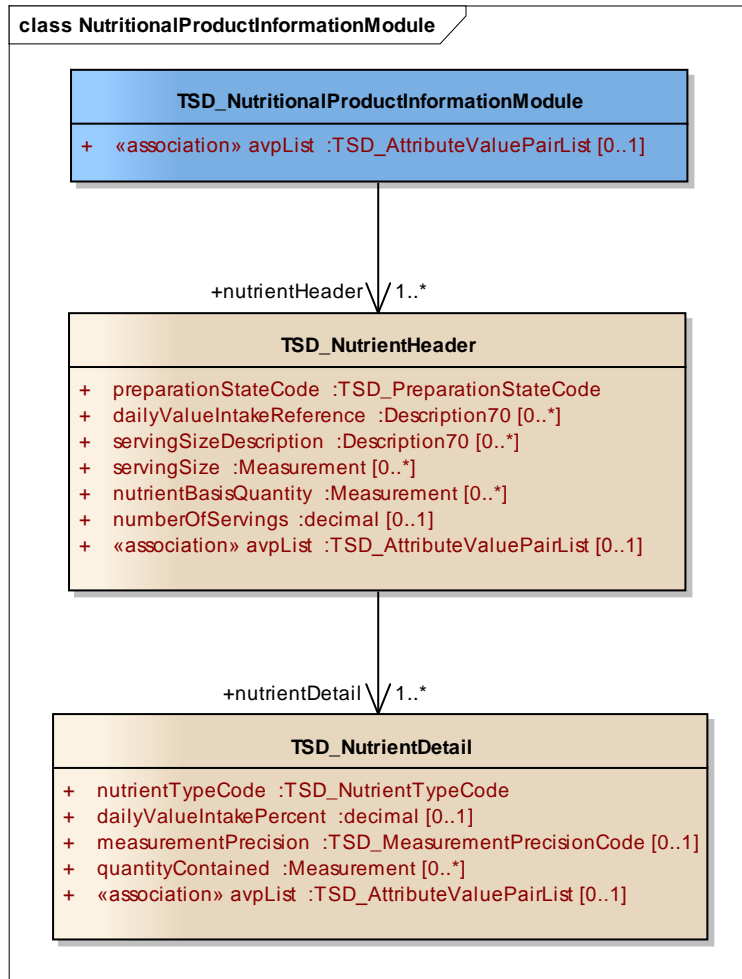 class NutritionalProductInformationModule
TSD_NutritionalProductInformationModule
+ «association» avpList :TSD_AttributeValuePairList [0..1]
+nutrientHeader 1..*
TSD_NutrientHeader
+ preparationStateCode :TSD_PreparationStateCode
+ dailyValueIntakeReference :Description70 [0..*]
+ servingSizeDescription :Description70 [0..*]
+ servingSize :Measurement [0..*]
+ nutrientBasisQuantity :Measurement [0..*]
+ numberOfServings :decimal [0..1]
+ «association» avpList :TSD_AttributeValuePairList [0..1]
+nutrientDetail 1..*
TSD_NutrientDetail
+ nutrientTypeCode :TSD_NutrientTypeCode
+ dailyValueIntakePercent :decimal [0..1]
+ measurementPrecision :TSD_MeasurementPrecisionCode [0..1]
+ quantityContained :Measurement [0..*]
+ «association» avpList :TSD_AttributeValuePairList [0..1]